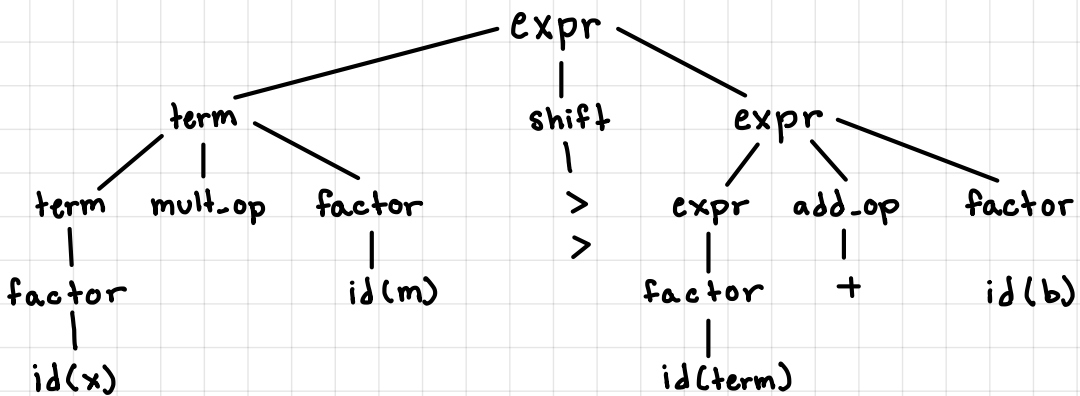 expr
term shift expr
term mult_op factor > expr add_op factor
>
factor id(m) factor + id(b)
id(x) id(term)